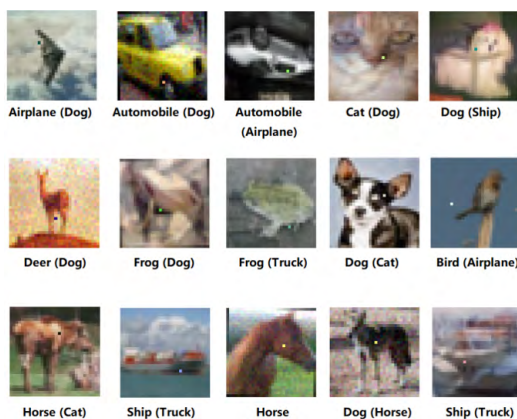 Airplane (Dog)
Automobile (Dog)
Automobile
(Airplane)
Cat (Dog)
Dog (Ship)
Deer (Dog)
Frog (Dog)
Frog (Truck)
Dog (Cat)
Bird (Airplane)
Horse (Cat)
Ship (Truck)
Horse
Dog (Horse)
Ship (Truck)